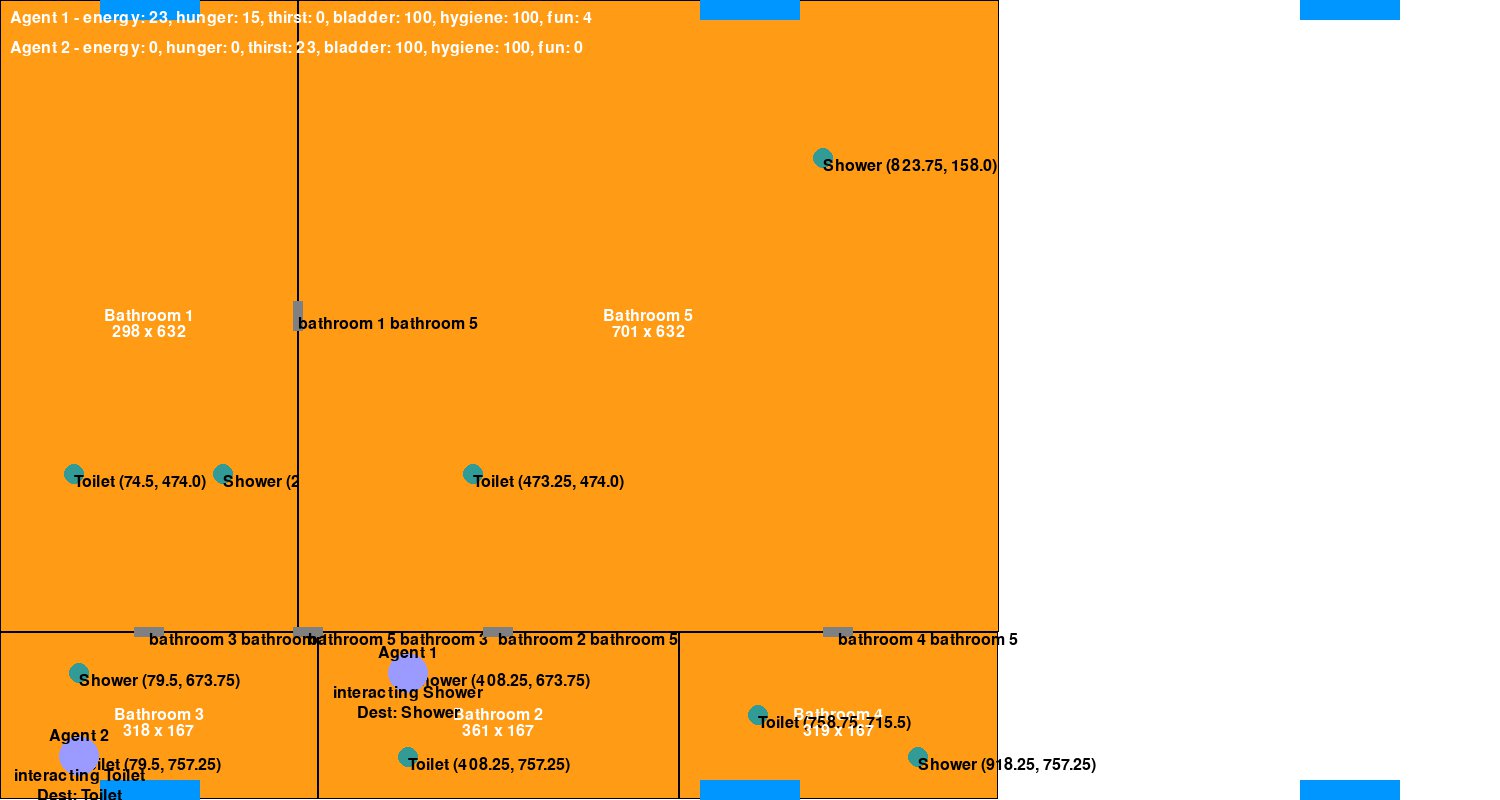 Agent 1 - energy: 23, hunger: 15, thirst: 0, bladder: 100, hygiene: 100, fun: 4
Agent 2 - energy: 0, hunger: 0, thirst: 23, bladder: 100, hygiene: 100, fun: 0
Shower (823.75, 158.0)
Bathroom 1
298 x 632
bathroom 1 bathroom 5
Bathroom 5
701 x 632
Toilet (74.5, 474.0)
Shower (2
Toilet (473.25, 474.0)
bathroom 3 bathroom
bathroom 5 bathroom 3
bathroom 2 bathroom 5
bathroom 4 bathroom 5
Agent 1
Shower (79.5, 673.75)
ower (408.25, 673.75)
interacting Shower
Dest: Shower
Bathroom 3
318 x 167
Bathroom 2
361 x 167
Bathroom 4
319 x 167
Toilet (758.75, 715.5)
Agent 2
ilet (79.5, 757.25)
Toilet (408.25, 757.25)
Shower (918.25, 757.25)
interacting Toilet
Dest: Toilet